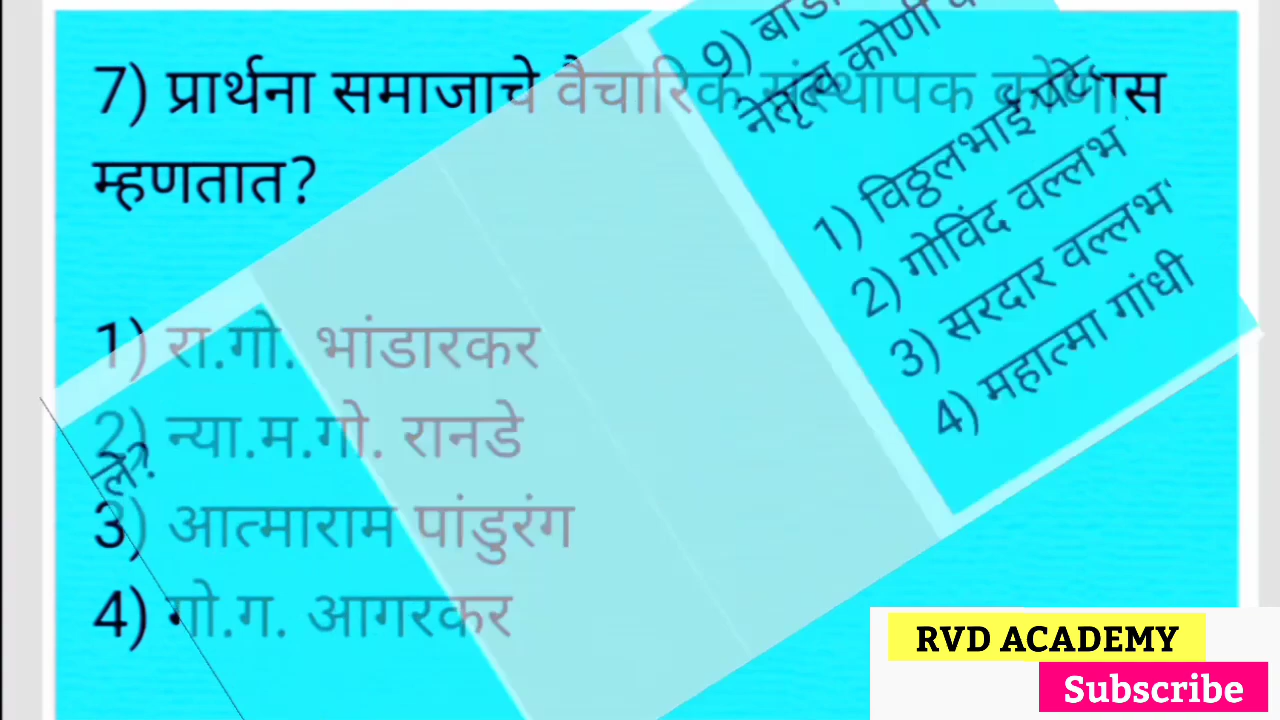 7) प्रार्थना समाजाचे वैचारिक संस्थापक कोणास
म्हणतात?
1) रा.गो. भांडारकर
2) न्या.म.गो. रानडे
3) आत्माराम पांडुरंग
4) गो.ग. आगरकर
ले?
9)
नेतृत्व कोणी
1) विठ्ठलभाई
2) गोविंद वल्लभ
3) सरदार वल्लभ
4) महात्मा गांधी
RVD ACADEMY
Subscribe